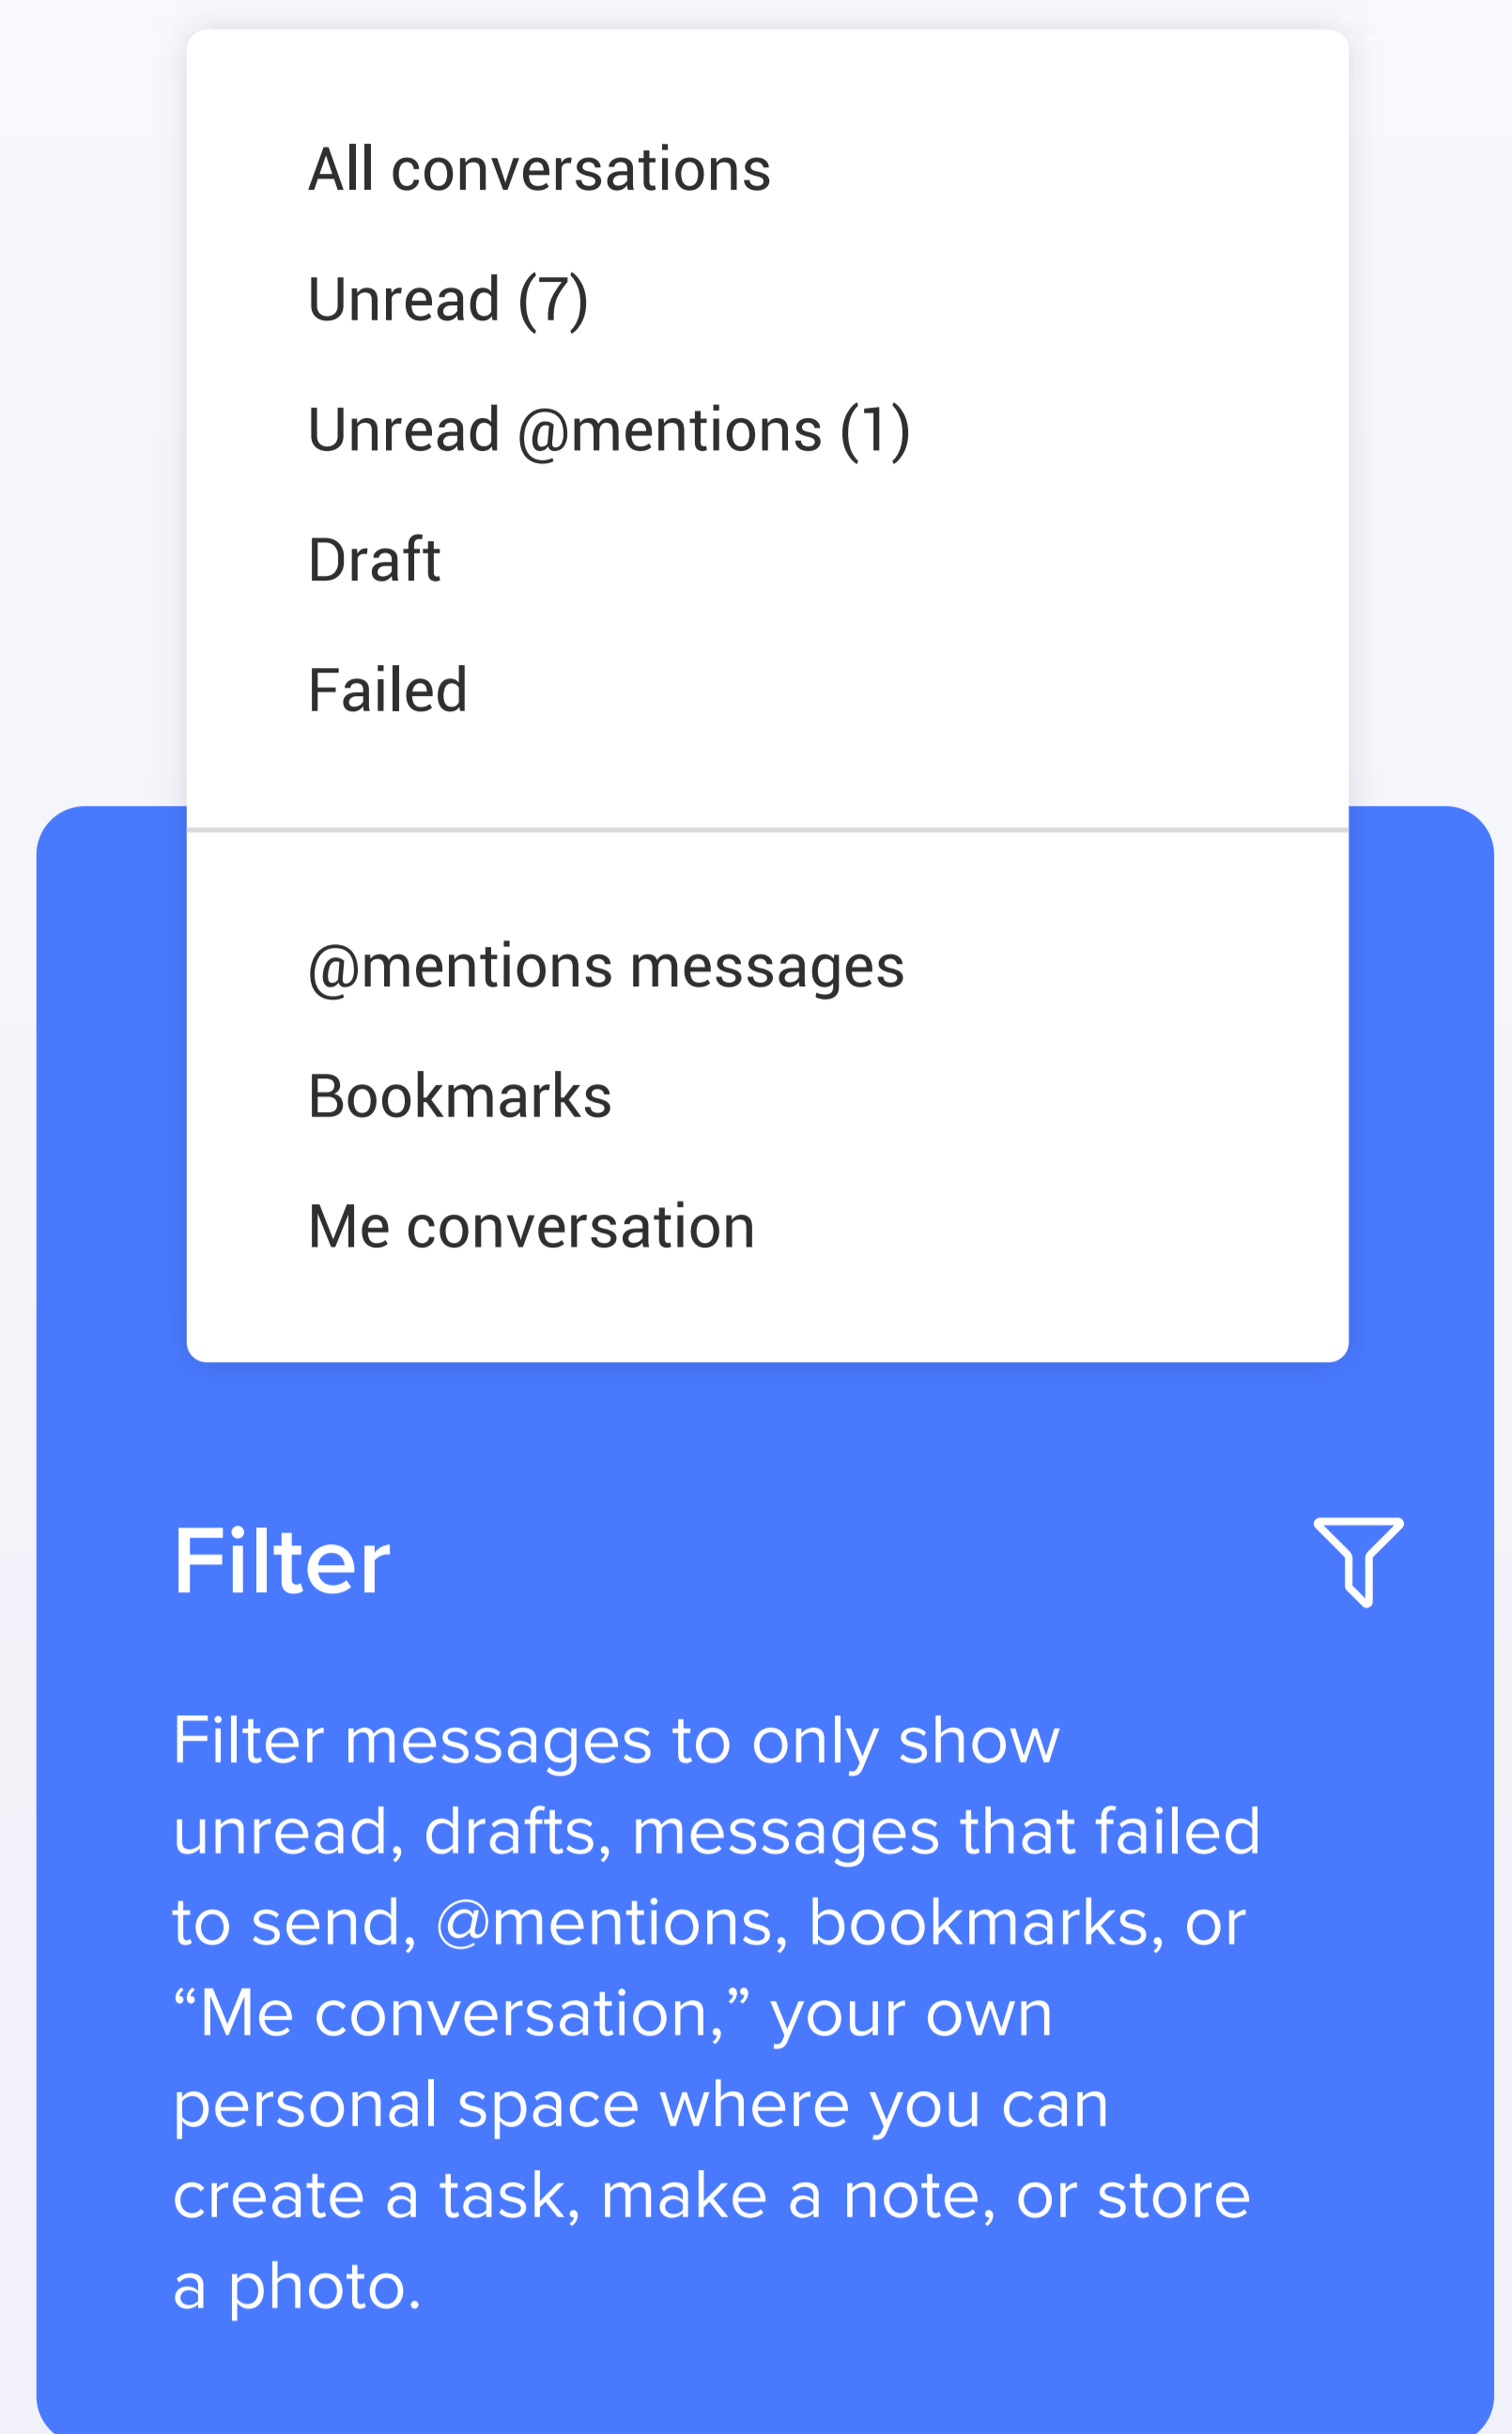 All conversations
Unread (7)
Unread @mentions (1)
Draft
Failed
@mentions messages
Bookmarks
Me conversation
Filter
Filter messages to only show
unread, drafts, messages that failed
to send, @mentions, bookmarks, or
“Me conversation,” your own
personal space where you can
create a task, make a note, or store
a photo.